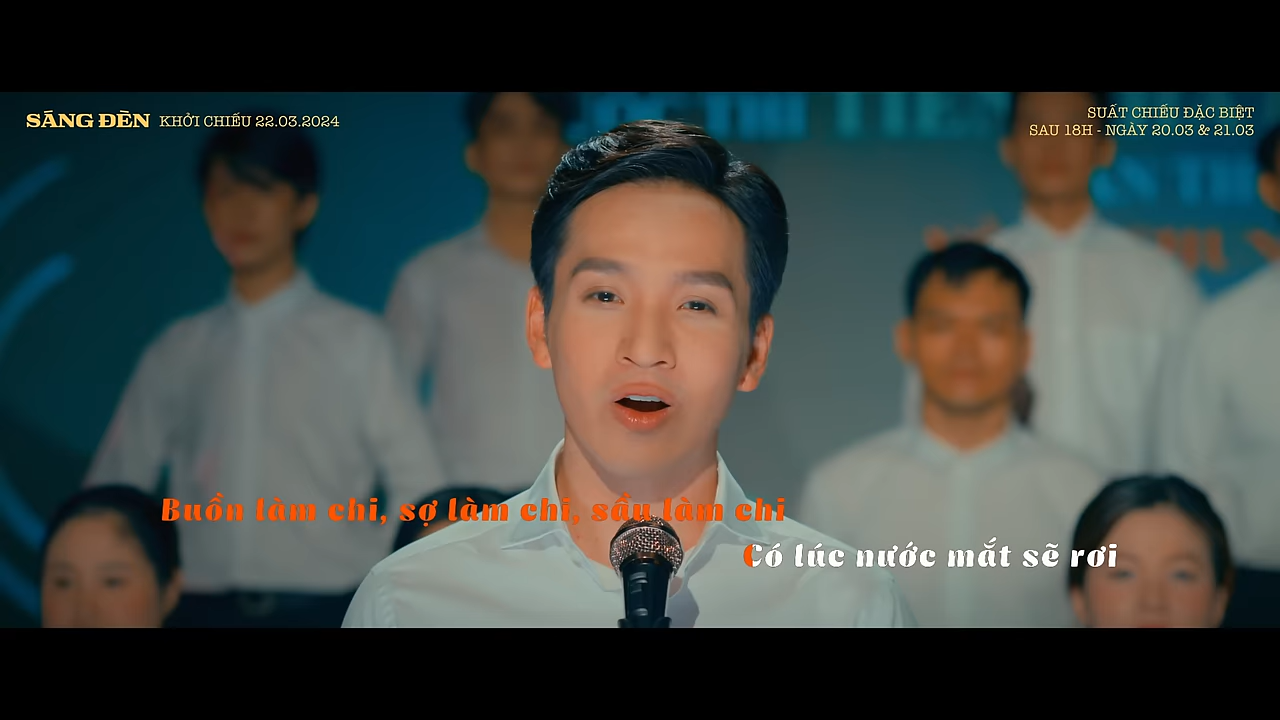 SÁNG ĐÈN KHỞI CHIẾU 22.03.2024
SUẤT CHIẾU ĐẶC BIỆT
SAU 18H - NGÀY 20.03 & 21.03
Buồn làm chi, sợ làm chi, sầu làm chi
Có lúc nước mắt sẽ rơi